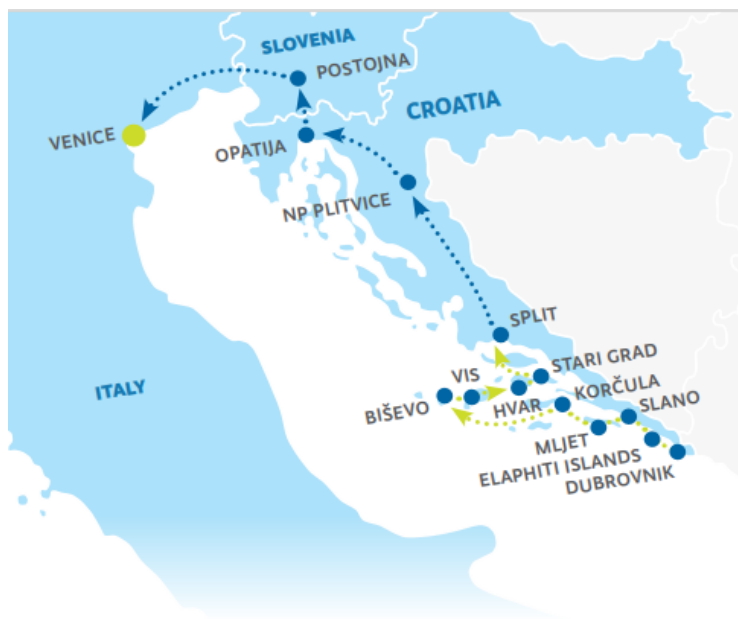 SLOVENIA
POSTOJNA
CROATIA
VENICE
OPATIJA
NP PLITVICE
SPLIT
STARI GRAD
VIS
ITALY
BIŠEVO
HVAR
KORČULA
SLANO
MLJET
ELAPHITI ISLANDS
DUBROVNIK